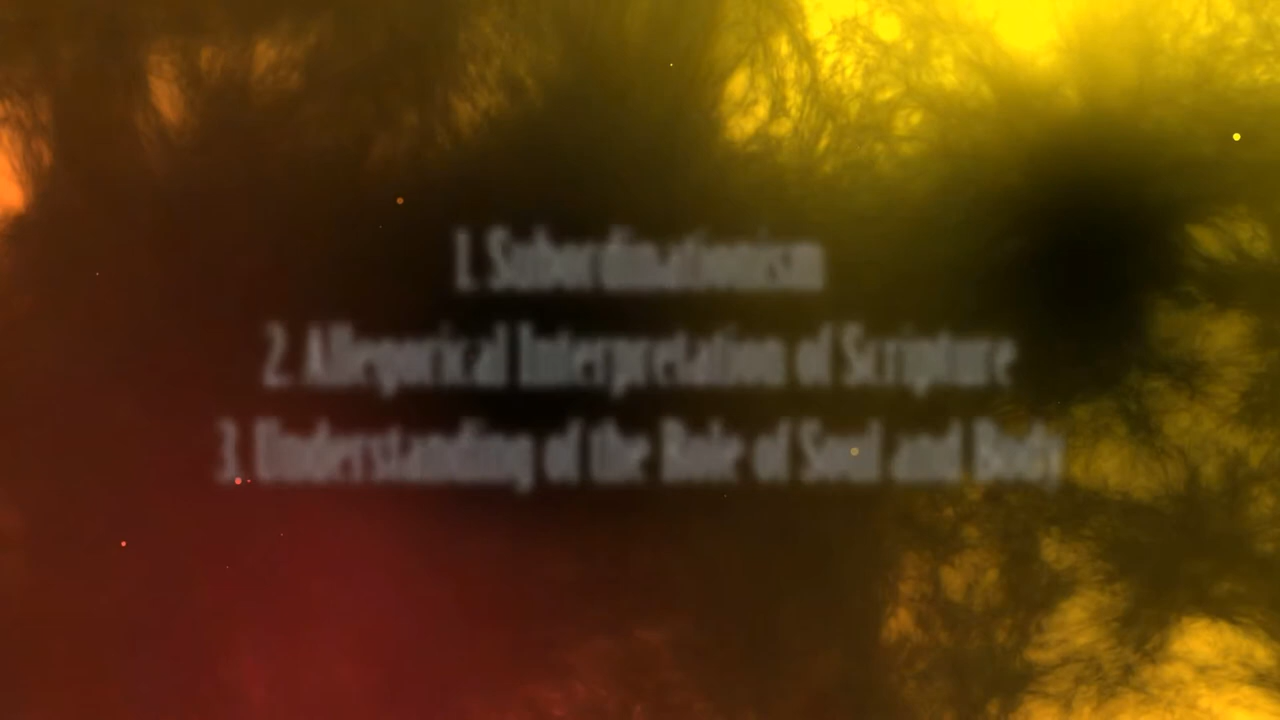 1. Subordinationism
2. Allegorical Interpretation of Scripture
3. Understanding of the Role of Soul and Body